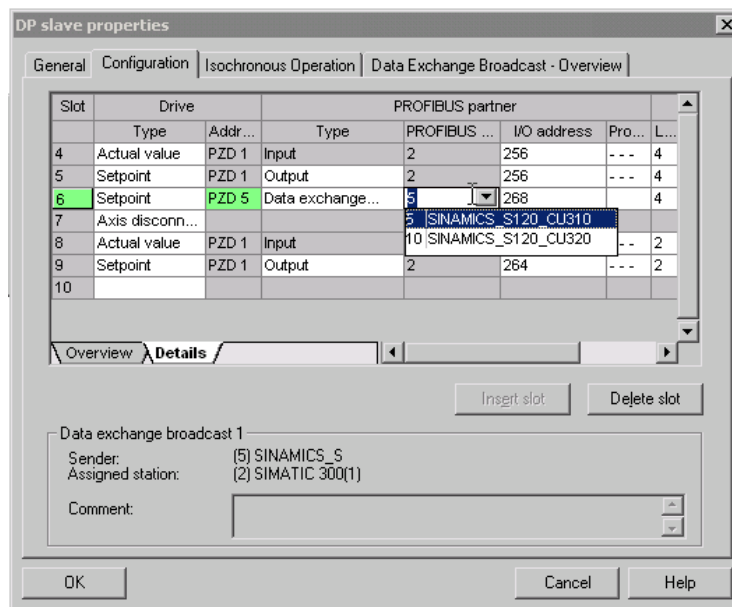 DP slave properties
General Configuration Isochronous Operation Data Exchange Broadcast - Overview
Slot Drive PROFIBUS partner
Type Addr... Type PROFIBUS ... I/O address Pro... L...
4 Actual value PZD 1 Input 2 256 - - - 4
5 Setpoint PZD 1 Output 2 256 - - - 4
6 Setpoint PZD 5 Data exchange... 5 268 4
7 Axis disconn... 5 SINAMICS_S120_CU310
8 Actual value PZD 1 Input 10 SINAMICS_S120_CU320 - - 2
9 Setpoint PZD 1 Output 2 264 - - - 2
10
Overview Details
Insert slot Delete slot
Data exchange broadcast 1
Sender: (5) SINAMICS_S
Assigned station: (2) SIMATIC 300(1)
Comment:
OK Cancel Help